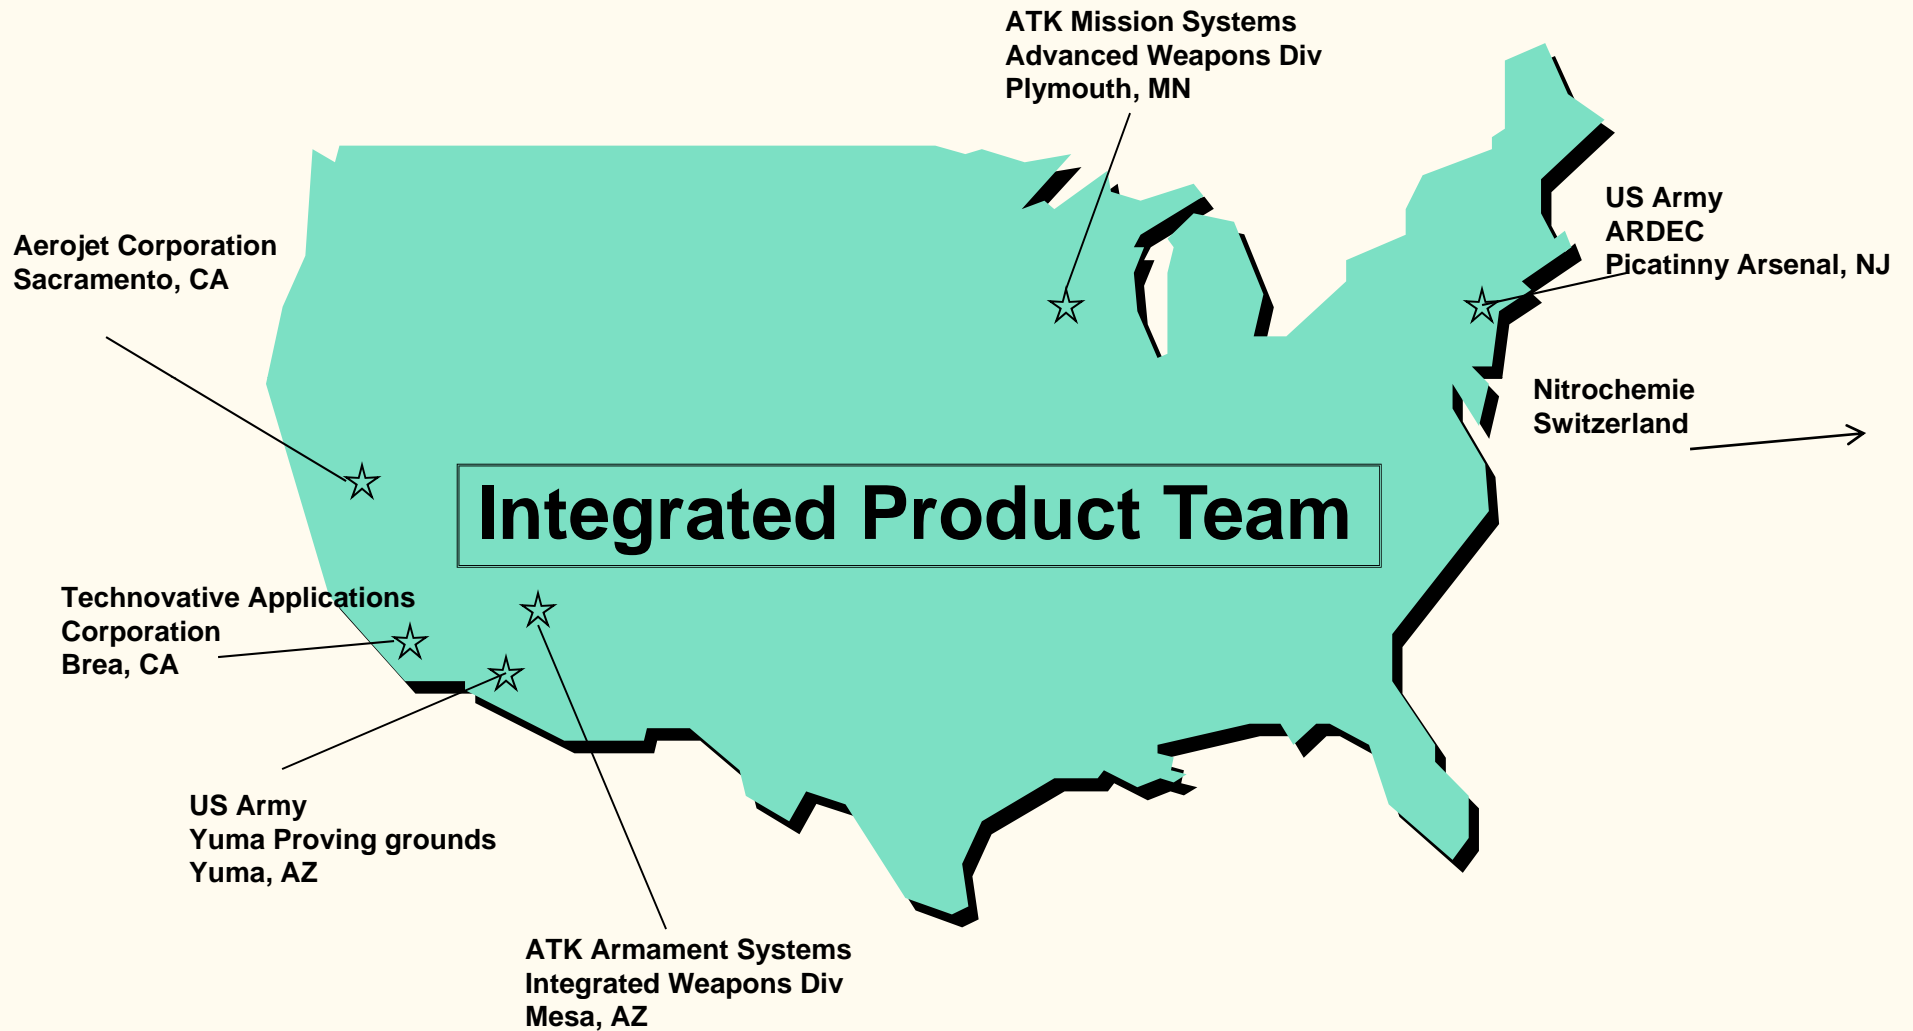 ATK Mission Systems
Advanced Weapons Div
Plymouth, MN
US Army
ARDEC
Picatinny Arsenal, NJ
Aerojet Corporation
Sacramento, CA
Nitrochemie
Switzerland
Integrated Product Team
Technovative Applications
Corporation
Brea, CA
US Army
Yuma Proving grounds
Yuma, AZ
ATK Armament Systems
Integrated Weapons Div
Mesa, AZ